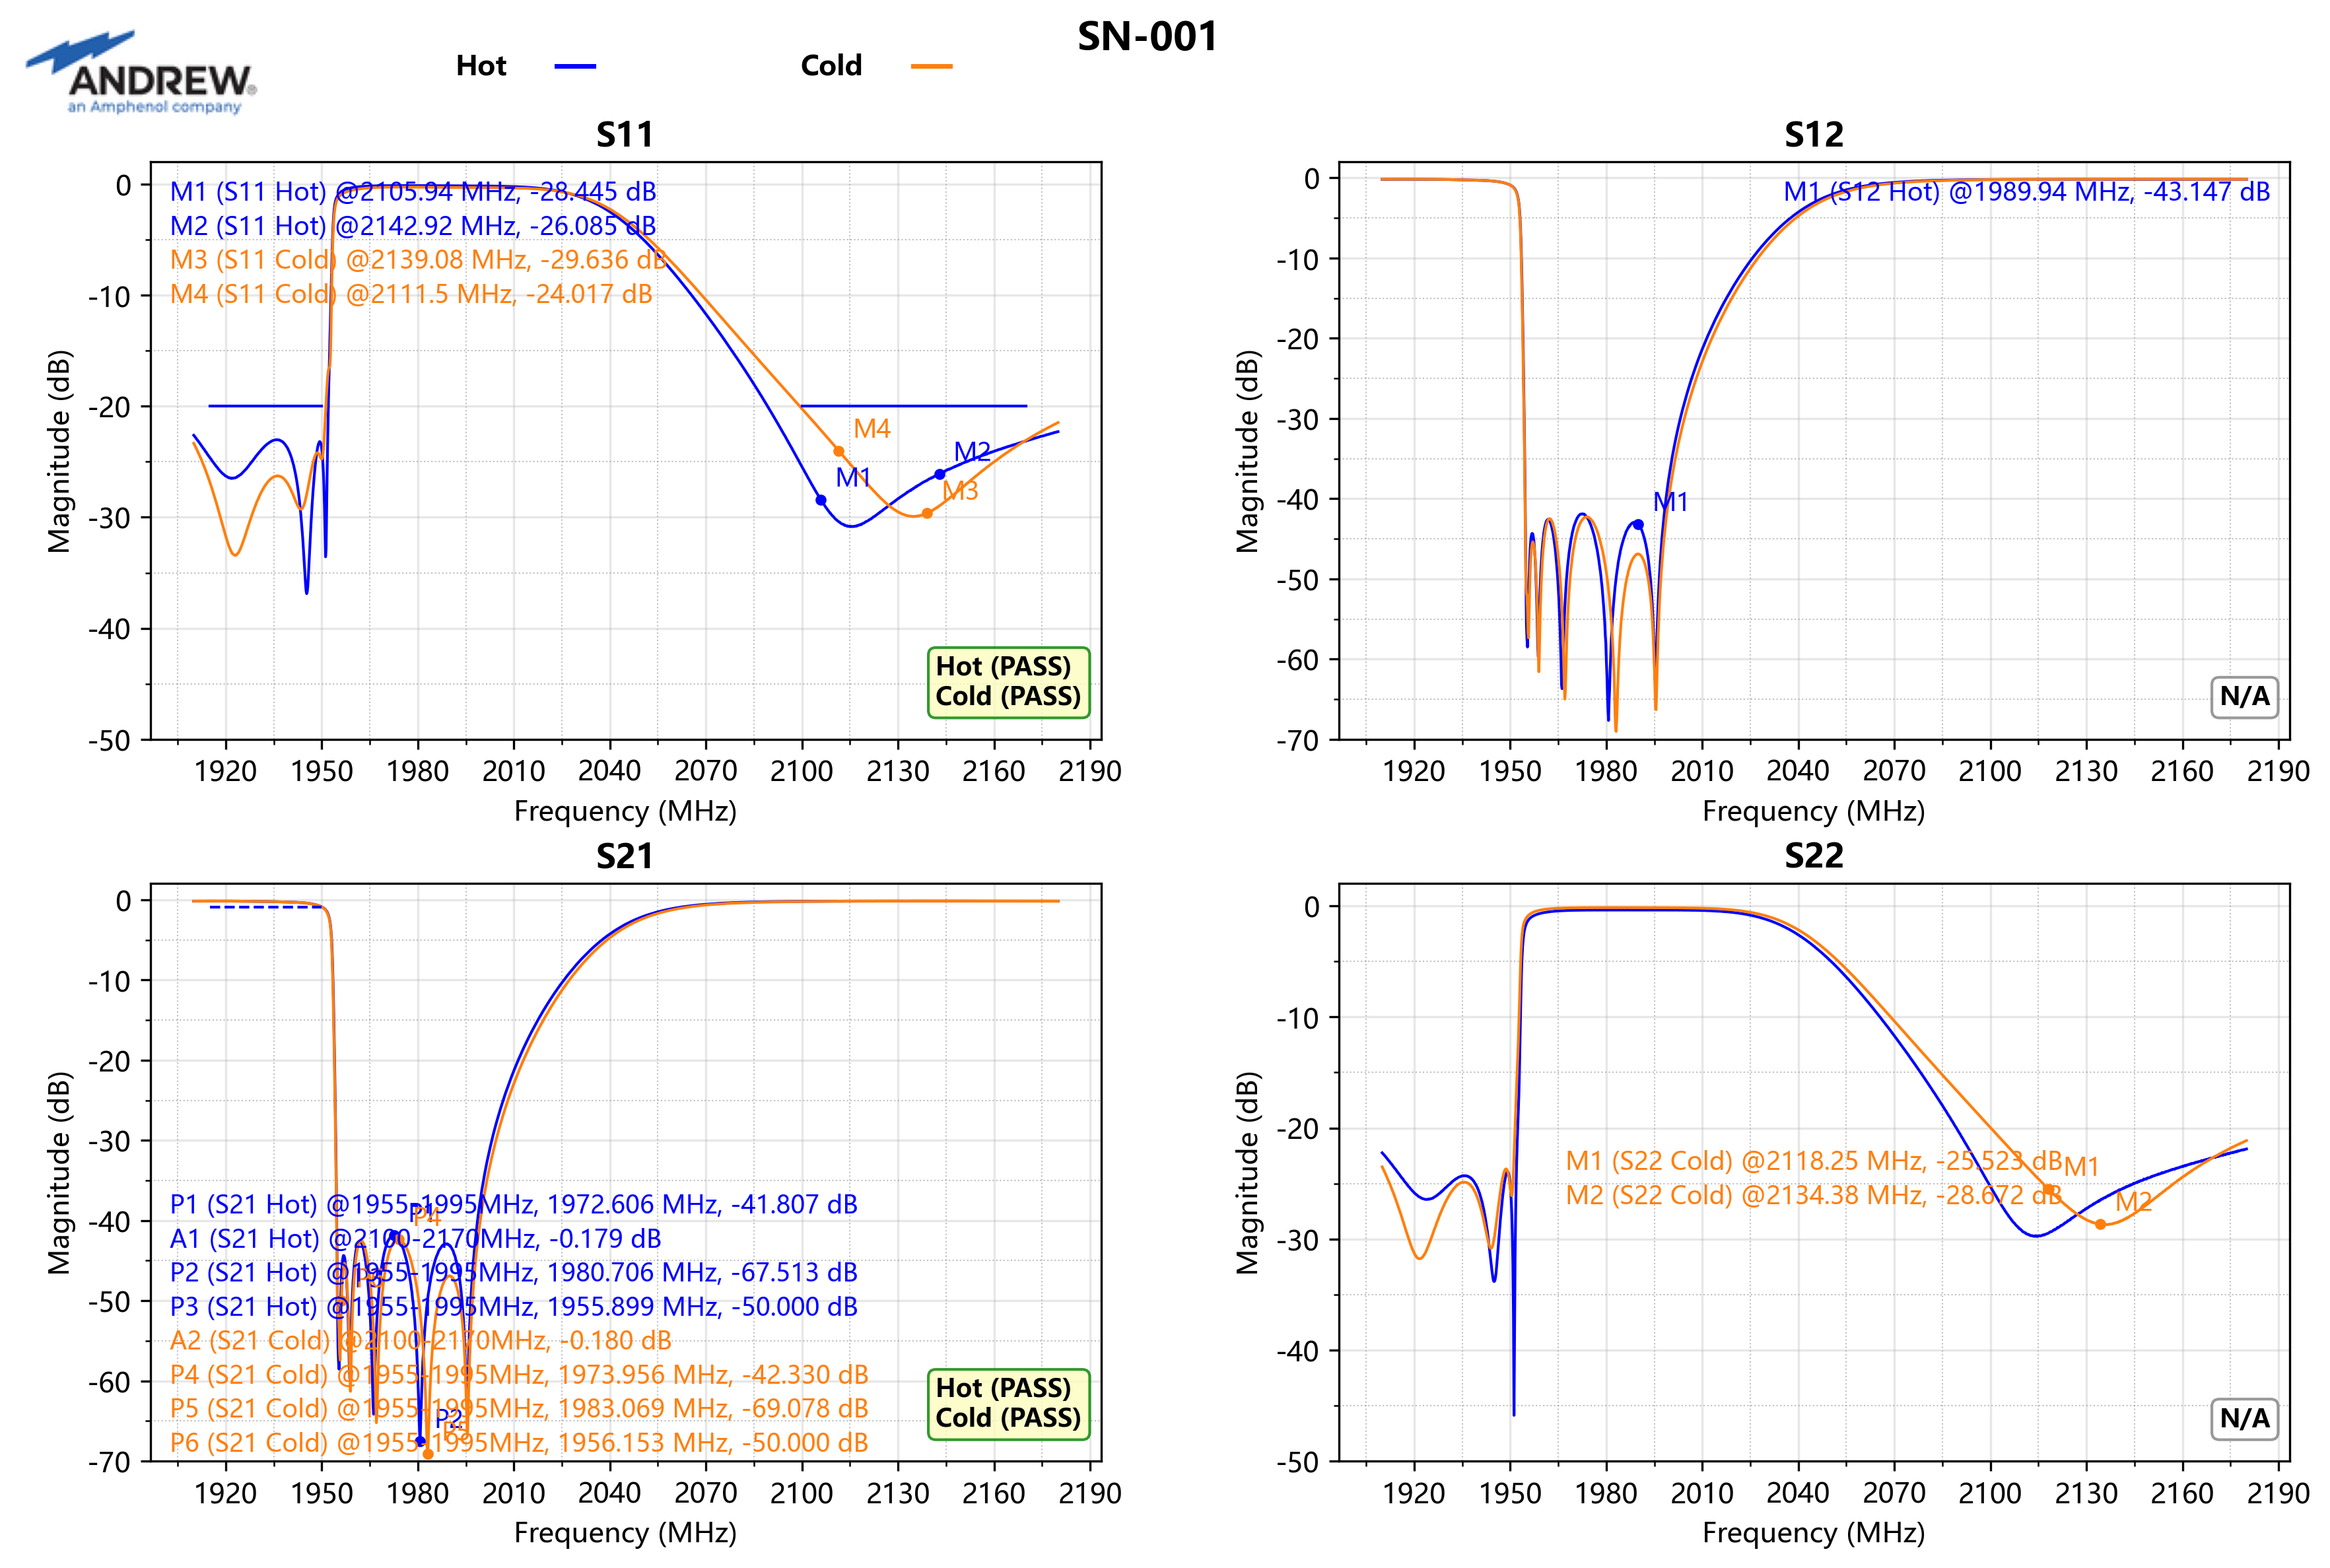 SN-001
ANDREW®
an Amphenol company
Hot
Cold
S11
M1 (S11 Hot) @2105.94 MHz, -28.445 dB
M2 (S11 Hot) @2142.92 MHz, -26.085 dB
M3 (S11 Cold) @2139.08 MHz, -29.636 dB
M4 (S11 Cold) @2111.5 MHz, -24.017 dB
0
-10
-20
-30
-40
-50
Magnitude (dB)
M4
M2
M1
M3
Hot (PASS)
Cold (PASS)
1920 1950 1980 2010 2040 2070 2100 2130 2160 2190
Frequency (MHz)
S12
M1 (S12 Hot) @1989.94 MHz, -43.147 dB
0
-10
-20
-30
-40
-50
-60
-70
Magnitude (dB)
M1
N/A
1920 1950 1980 2010 2040 2070 2100 2130 2160 2190
Frequency (MHz)
S21
0
-10
-20
-30
-40
-50
-60
-70
Magnitude (dB)
P1 (S21 Hot) @1955-1995MHz, 1972.606 MHz, -41.807 dB
A1 (S21 Hot) @2100-2170MHz, -0.179 dB
P2 (S21 Hot) @1955-1995MHz, 1980.706 MHz, -67.513 dB
P3 (S21 Hot) @1955-1995MHz, 1955.899 MHz, -50.000 dB
A2 (S21 Cold) @2100-2170MHz, -0.180 dB
P4 (S21 Cold) @1955-1995MHz, 1973.956 MHz, -42.330 dB
P5 (S21 Cold) @1955-1995MHz, 1983.069 MHz, -69.078 dB
P6 (S21 Cold) @1955-1995MHz, 1956.153 MHz, -50.000 dB
P1
P4
P2
P5
Hot (PASS)
Cold (PASS)
1920 1950 1980 2010 2040 2070 2100 2130 2160 2190
Frequency (MHz)
S22
0
-10
-20
-30
-40
-50
Magnitude (dB)
M1 (S22 Cold) @2118.25 MHz, -25.523 dB
M2 (S22 Cold) @2134.38 MHz, -28.672 dB
M1
M2
N/A
1920 1950 1980 2010 2040 2070 2100 2130 2160 2190
Frequency (MHz)